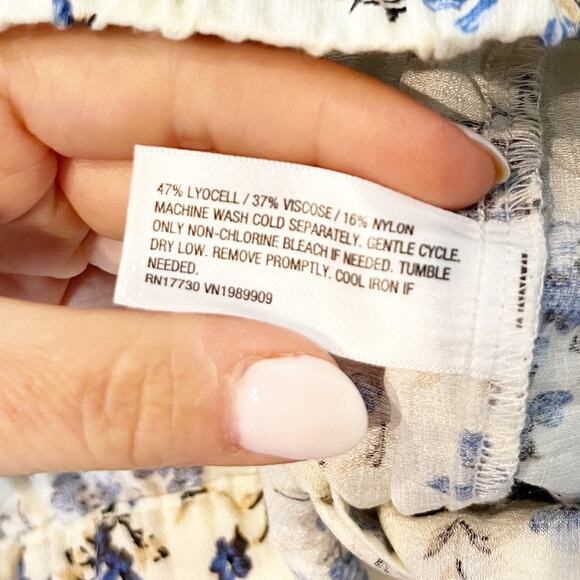 47% LYOCELL / 37% VISCOSE / 16% NYLON
MACHINE WASH COLD SEPARATELY. GENTLE CYCLE.
ONLY NON-CHLORINE BLEACH IF NEEDED. TUMBLE
DRY LOW. REMOVE PROMPTLY. COOL IRON IF
NEEDED.
RN17730 VN1989909